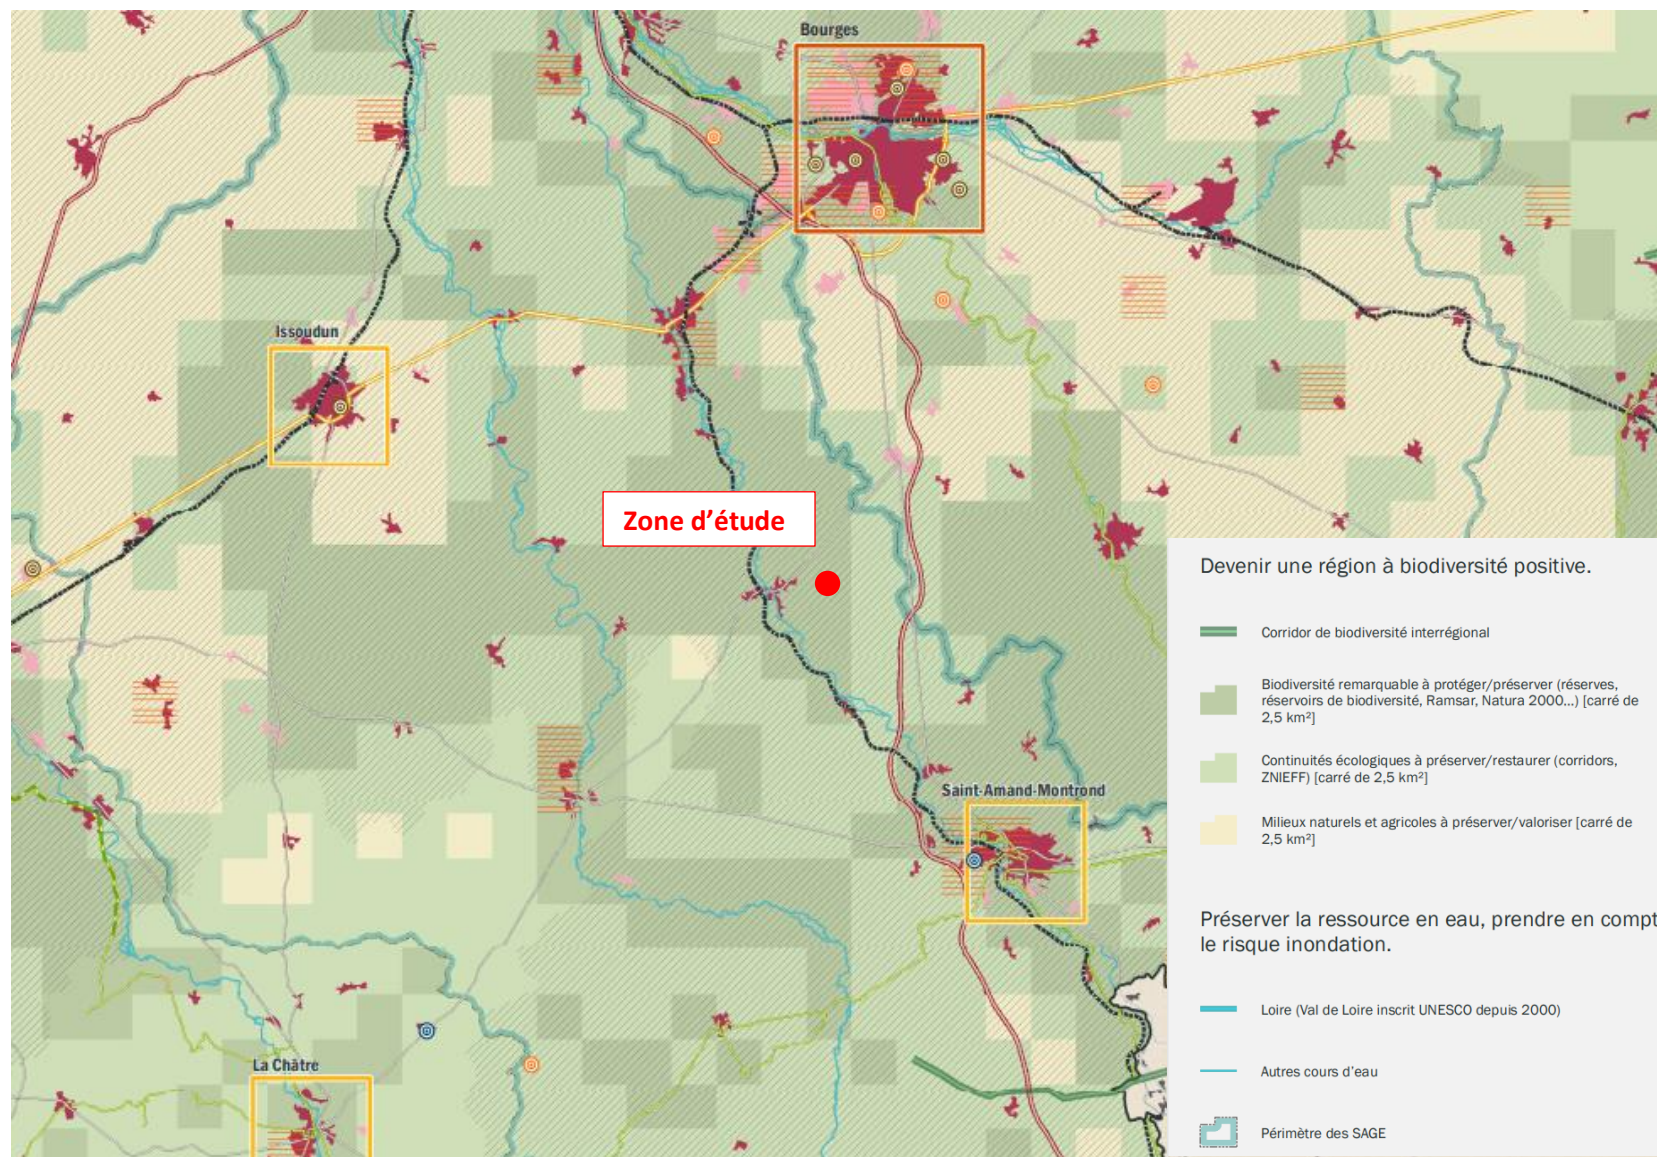 Bourges
Issoudun
Zone d’étude
Saint-Amand-Montrond
La Châtre
Devenir une région à biodiversité positive.
Corridor de biodiversité interrégional
Biodiversité remarquable à protéger/préserver (réserves,
réservoirs de biodiversité, Ramsar, Natura 2000...) [carré de
2,5 km²]
Continuités écologiques à préserver/restaurer (corridors,
ZNIEFF) [carré de 2,5 km²]
Milieux naturels et agricoles à préserver/valoriser [carré de
2,5 km²]
Préserver la ressource en eau, prendre en compt
le risque inondation.
Loire (Val de Loire inscrit UNESCO depuis 2000)
Autres cours d’eau
Périmètre des SAGE